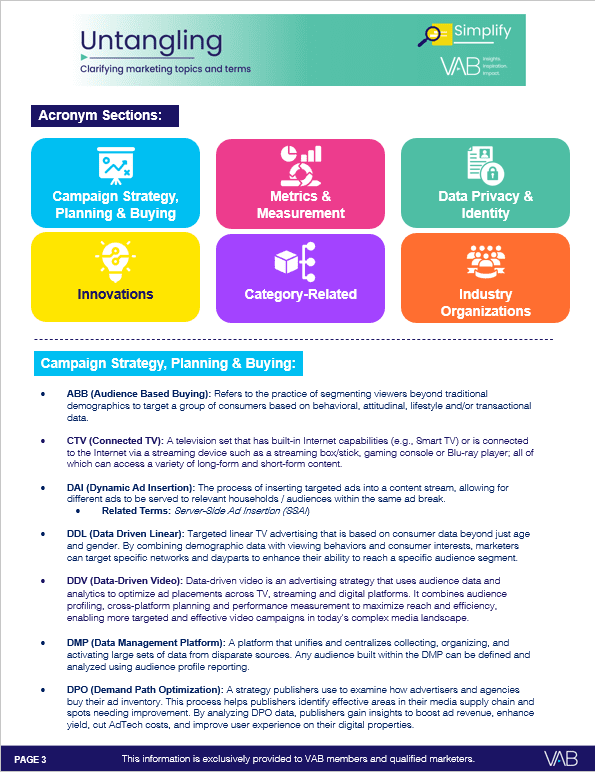 Untangling
Clarifying marketing topics and terms
Simplify
VAB
Insights.
Inspiration.
Impact.
Acronym Sections:
Campaign Strategy,
Planning & Buying
Metrics &
Measurement
Data Privacy &
Identity
Innovations
Category-Related
Industry
Organizations
Campaign Strategy, Planning & Buying:
• ABB (Audience Based Buying): Refers to the practice of segmenting viewers beyond traditional
demographics to target a group of consumers based on behavioral, attitudinal, lifestyle and/or transactional
data.
• CTV (Connected TV): A television set that has built-in Internet capabilities (e.g., Smart TV) or is connected
to the Internet via a streaming device such as a streaming box/stick, gaming console or Blu-ray player; all of
which can access a variety of long-form and short-form content.
• DAI (Dynamic Ad Insertion): The process of inserting targeted ads into a content stream, allowing for
different ads to be served to relevant households / audiences within the same ad break.
• Related Terms: Server-Side Ad Insertion (SSAI)
• DDL (Data Driven Linear): Targeted linear TV advertising that is based on consumer data beyond just age
and gender. By combining demographic data with viewing behaviors and consumer interests, marketers
can target specific networks and dayparts to enhance their ability to reach a specific audience segment.
• DDV (Data-Driven Video): Data-driven video is an advertising strategy that uses audience data and
analytics to optimize ad placements across TV, streaming and digital platforms. It combines audience
profiling, cross-platform planning and performance measurement to maximize reach and efficiency,
enabling more targeted and effective video campaigns in today's complex media landscape.
• DMP (Data Management Platform): A platform that unifies and centralizes collecting, organizing, and
activating large sets of data from disparate sources. Any audience built within the DMP can be defined and
analyzed using audience profile reporting.
• DPO (Demand Path Optimization): A strategy publishers use to examine how advertisers and agencies
buy their ad inventory. This process helps publishers identify effective areas in their media supply chain and
spots needing improvement. By analyzing DPO data, publishers gain insights to boost ad revenue, enhance
yield, cut AdTech costs, and improve user experience on their digital properties.
PAGE 3
This information is exclusively provided to VAB members and qualified marketers.
VAB